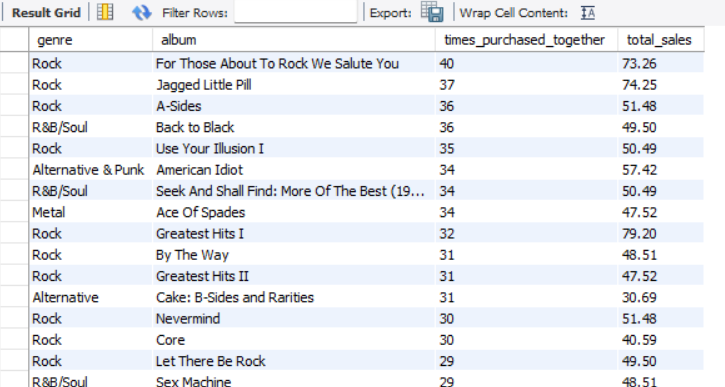 Result Grid Filter Rows: Export: Wrap Cell Content:
genre album times_purchased_together total_sales
Rock For Those About To Rock We Salute You 40 73.26
Rock Jagged Little Pill 37 74.25
Rock A-Sides 36 51.48
R&B/Soul Back to Black 36 49.50
Rock Use Your Illusion I 35 50.49
Alternative & Punk American Idiot 34 57.42
R&B/Soul Seek And Shall Find: More Of The Best (19... 34 50.49
Metal Ace Of Spades 34 47.52
Rock Greatest Hits I 32 79.20
Rock By The Way 31 48.51
Rock Greatest Hits II 31 47.52
Alternative Cake: B-Sides and Rarities 31 30.69
Rock Nevermind 30 51.48
Rock Core 30 40.59
Rock Let There Be Rock 29 49.50
R&B/Soul Sex Machine 29 48.51